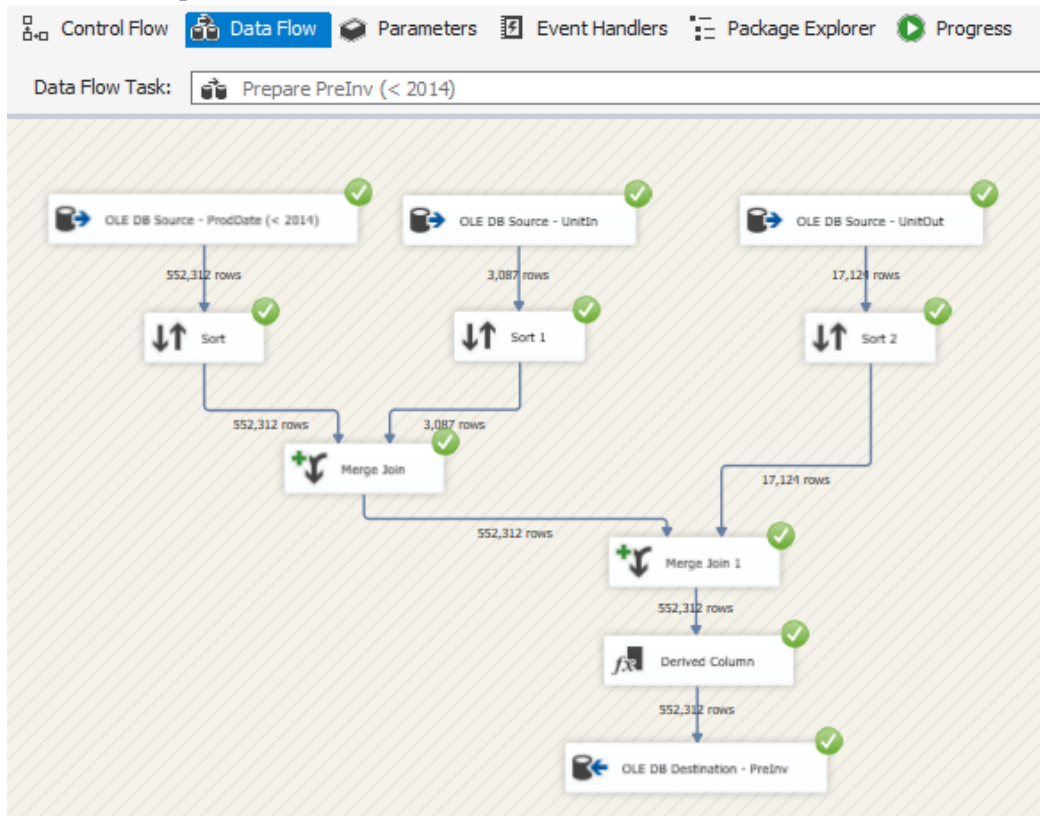 Control Flow Data Flow Parameters Event Handlers Package Explorer Progress
Data Flow Task: Prepare PreInv (< 2014)
OLE DB Source - ProdDate (< 2014) OLE DB Source - UnitIn OLE DB Source - UnitOut
552,312 rows 3,087 rows 17,124 rows
Sort Sort 1 Sort 2
552,312 rows 3,087 rows
Merge Join
17,124 rows
552,312 rows
Merge Join 1
552,312 rows
Derived Column
552,312 rows
OLE DB Destination - PreInv